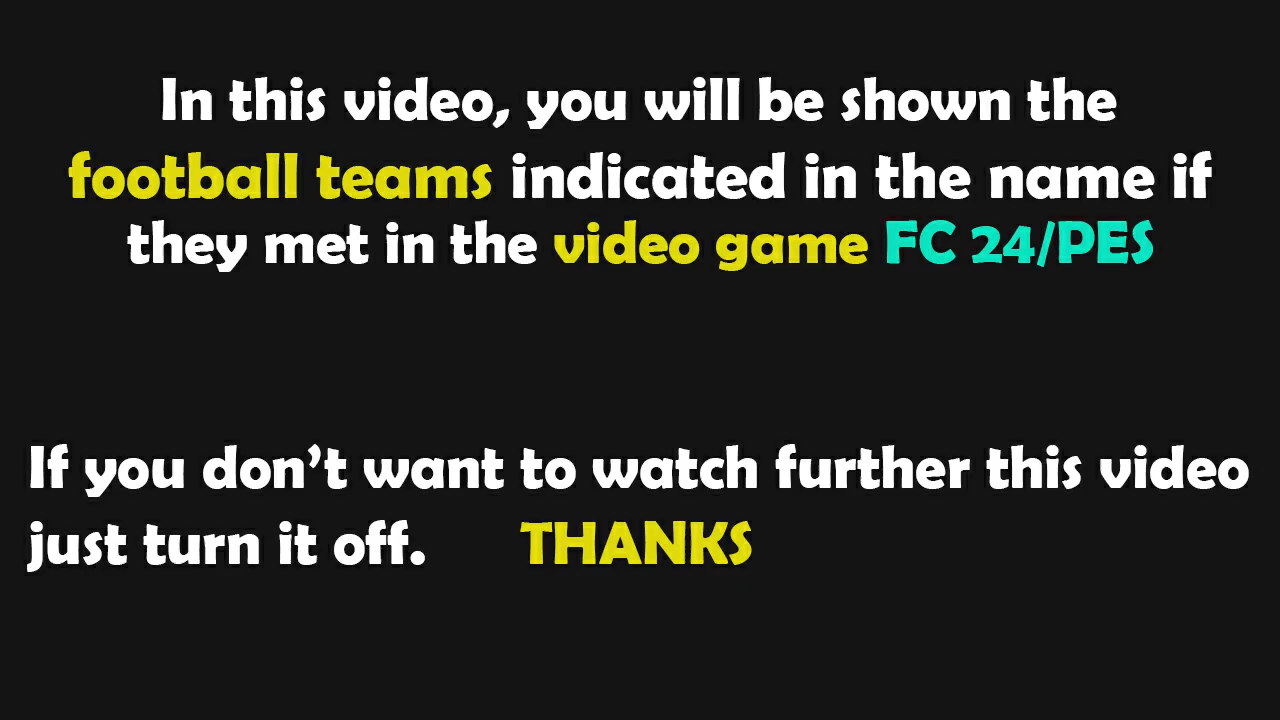 In this video, you will be shown the
football teams indicated in the name if
they met in the video game FC 24/PES
If you don’t want to watch further this video
just turn it off. THANKS